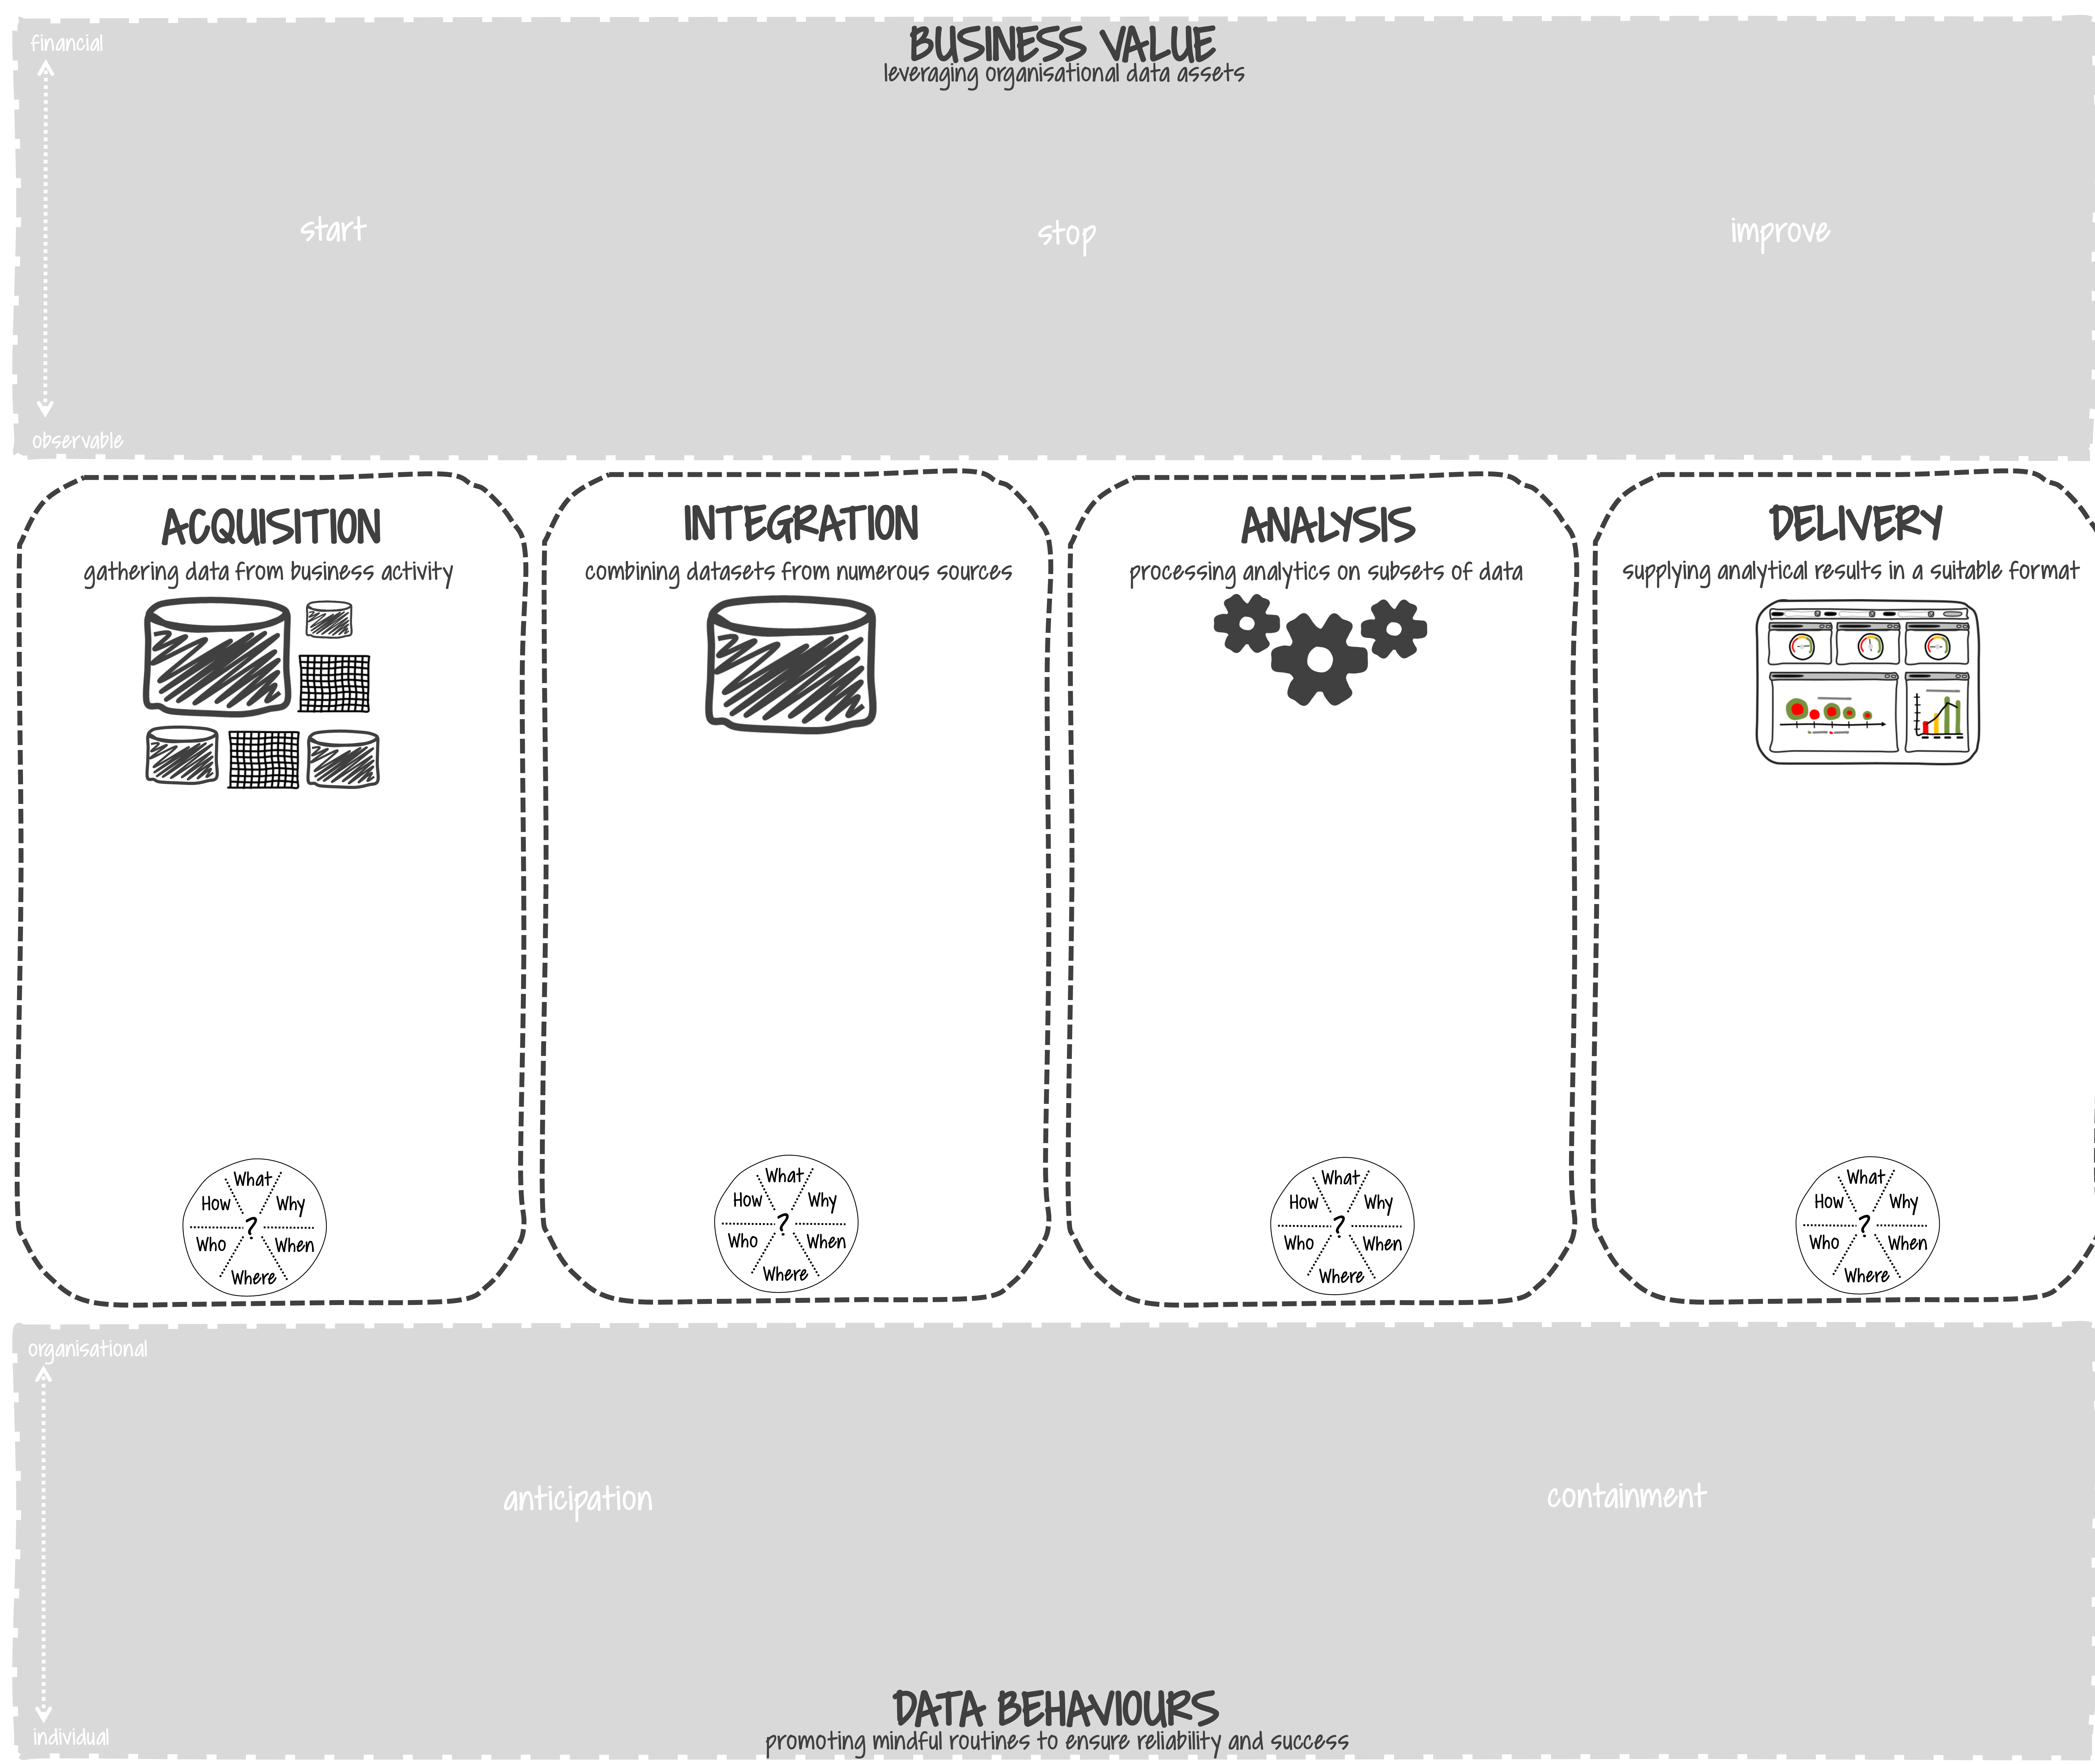 financial
BUSINESS VALUE
leveraging organisational data assets
start
stop
improve
observable
ACQUISITION
gathering data from business activity
What
How
Why
?
Who
When
Where
INTEGRATION
combining datasets from numerous sources
What
How
Why
?
Who
When
Where
ANALYSIS
processing analytics on subsets of data
What
How
Why
?
Who
When
Where
DELIVERY
supplying analytical results in a suitable format
What
How
Why
?
Who
When
Where
organisational
anticipation
containment
individual
DATA BEHAVIOURS
promoting mindful routines to ensure reliability and success